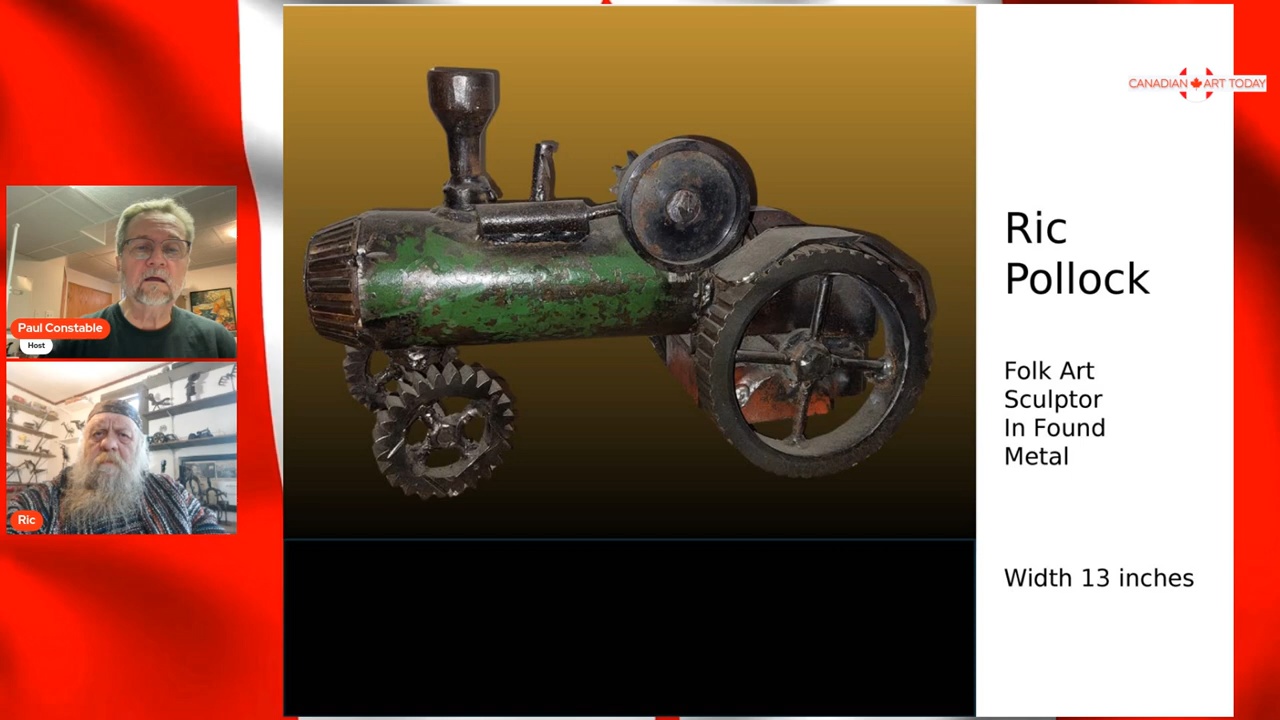 CANADIAN ART TODAY
Ric
Pollock
Folk Art
Sculptor
In Found
Metal
Width 13 inches
Paul Constable
Host
Ric